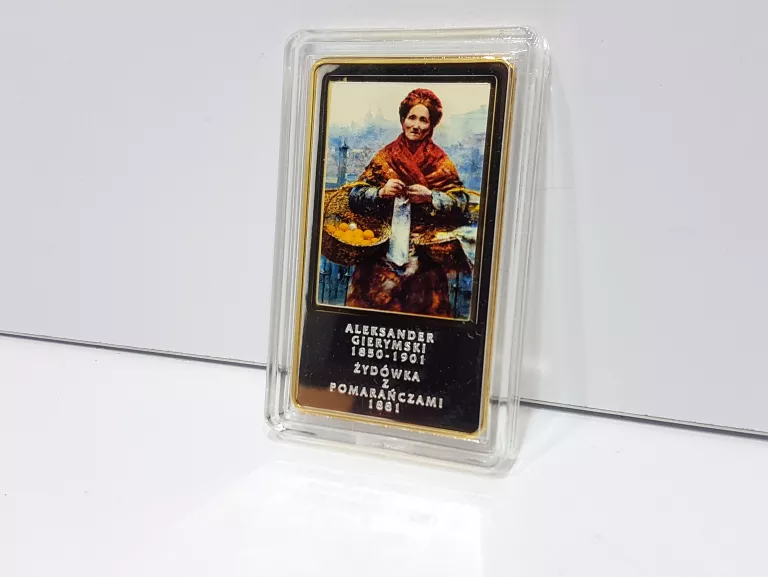 ALEKSANDER
GIERYMSKI
1850-1901
ŻYDÓWKA
Z
POMARAŃCZAMI
1881